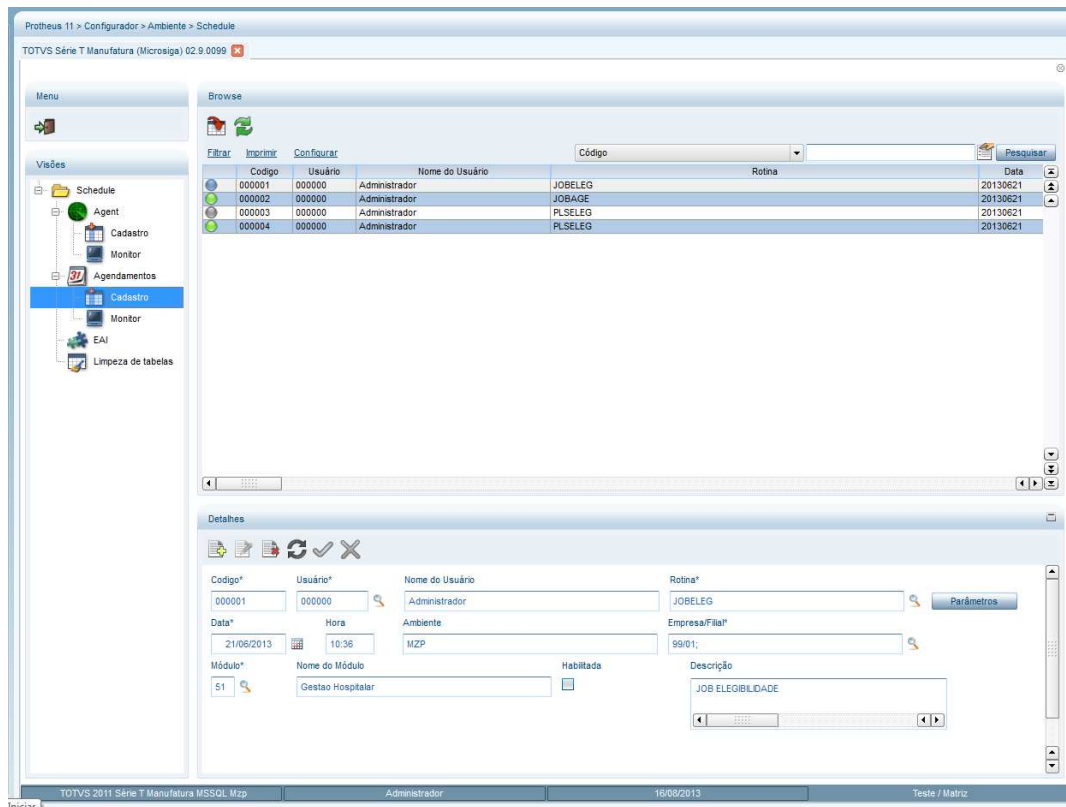 Protheus 11 > Configurador > Ambiente > Schedule
TOTVS Série T Manufatura (Microsiga) 02.9.0099
Menu
Visões
Schedule
Agent
Cadastro
Monitor
31 Agendamentos
Cadastro
Monitor
EAI
Limpeza de tabelas
Browse
Filtrar Imprimir Configurar Código Pesquisar
Codigo Usuário Nome do Usuário Rotina Data
000001 000000 Administrador JOBELEG 20130621
000002 000000 Administrador JOBAGE 20130621
000003 000000 Administrador PLSELEG 20130621
000004 000000 Administrador PLSELEG 20130621
Detalhes
Codigo* Usuário* Nome do Usuário Rotina*
000001 000000 Administrador JOBELEG Parâmetros
Data* Hora Ambiente Empresa/Filial*
21/06/2013 10:36 MZP 99/01;
Módulo* Nome do Módulo Habilitada Descrição
51 Gestao Hospitalar JOB ELEGIBILIDADE
TOTVS 2011 Série T Manufatura MSSQL Mzp Administrador 16/08/2013 Teste / Matriz
Iniciar